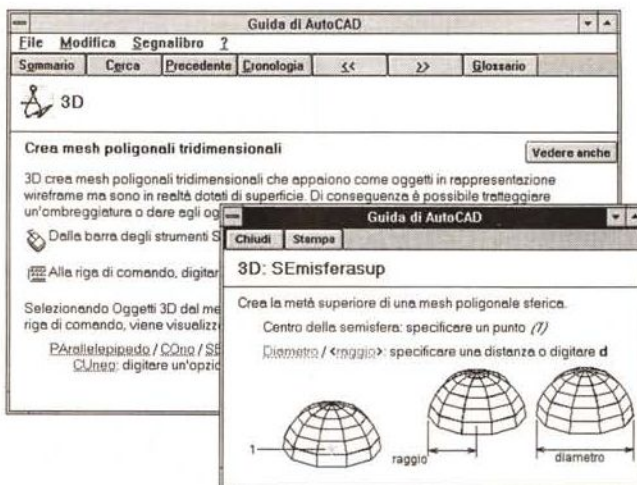 Guida di AutoCAD
File Modifica Segnalibro ?
Sommario Cerca Precedente Cronologia << >> Glossario
3D
Crea mesh poligonali tridimensionali
Vedere anche
3D crea mesh poligonali tridimensionali che appaiono come oggetti in rappresentazione
wireframe ma sono in realtà dotati di superficie. Di conseguenza è possibile tratteggiare
un'ombreggiatura o dare agli og
Dalla barra degli strumenti S
Alla riga di comando, digitar
Selezionando Oggetti 3D dal me
riga di comando, viene visualizz
PArallelepipedo / COno / SE
CUneo: digitare un'opzio
Guida di AutoCAD
Chiudi Stampa
3D: SEmisferasup
Crea la metà superiore di una mesh poligonale sferica.
Centro della semisfera: specificare un punto (1)
Diametro / <raggio>: specificare una distanza o digitare d
1
raggio
diametro